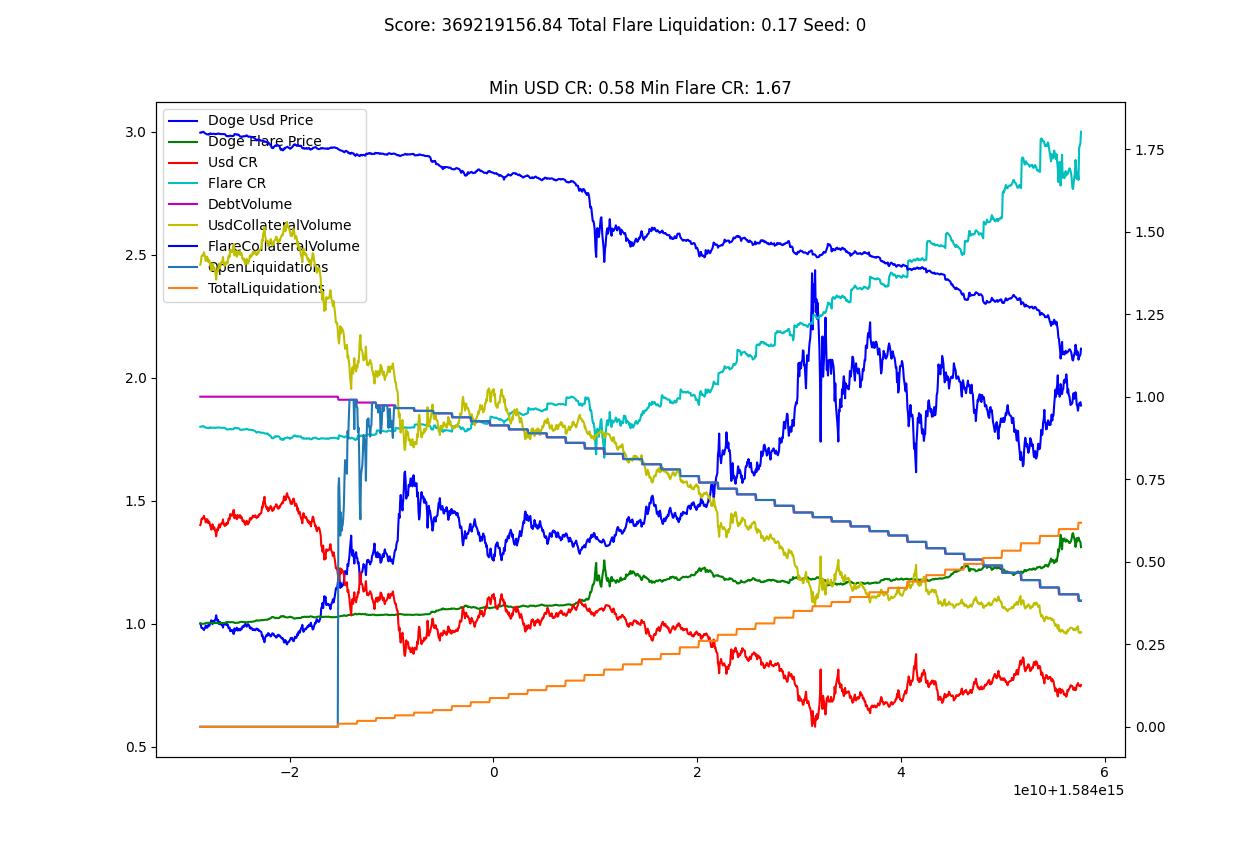 Score: 369219156.84 Total Flare Liquidation: 0.17 Seed: 0
Min USD CR: 0.58 Min Flare CR: 1.67
Doge Usd Price
Doge Flare Price
Usd CR
Flare CR
DebtVolume
UsdCollateralVolume
FlareCollateralVolume
OpenLiquidations
TotalLiquidations
3.0
2.5
2.0
1.5
1.0
0.5
1.75
1.50
1.25
1.00
0.75
0.50
0.25
0.00
−2
0
2
4
6
1e10+1.584e15